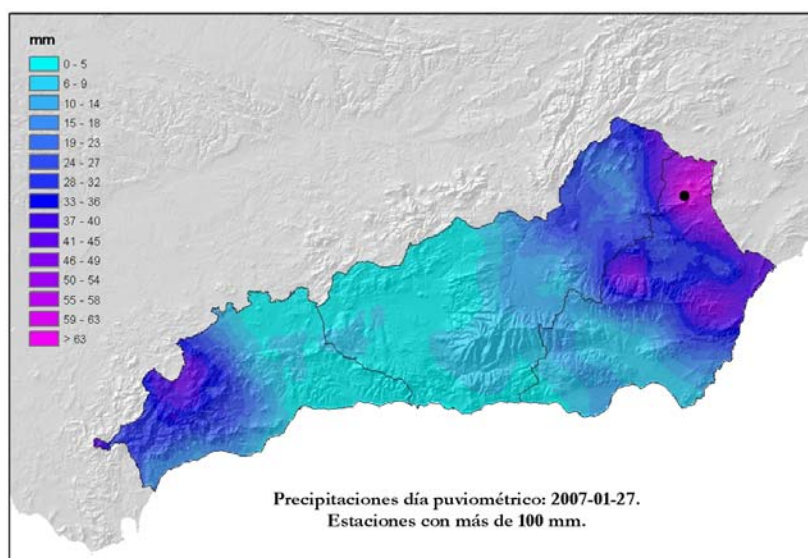 mm
0 - 5
6 - 9
10 - 14
15 - 18
19 - 23
24 - 27
28 - 32
33 - 36
37 - 40
41 - 45
46 - 49
50 - 54
55 - 58
59 - 63
> 63
Precipitaciones día puviométrico: 2007-01-27.
Estaciones con más de 100 mm.